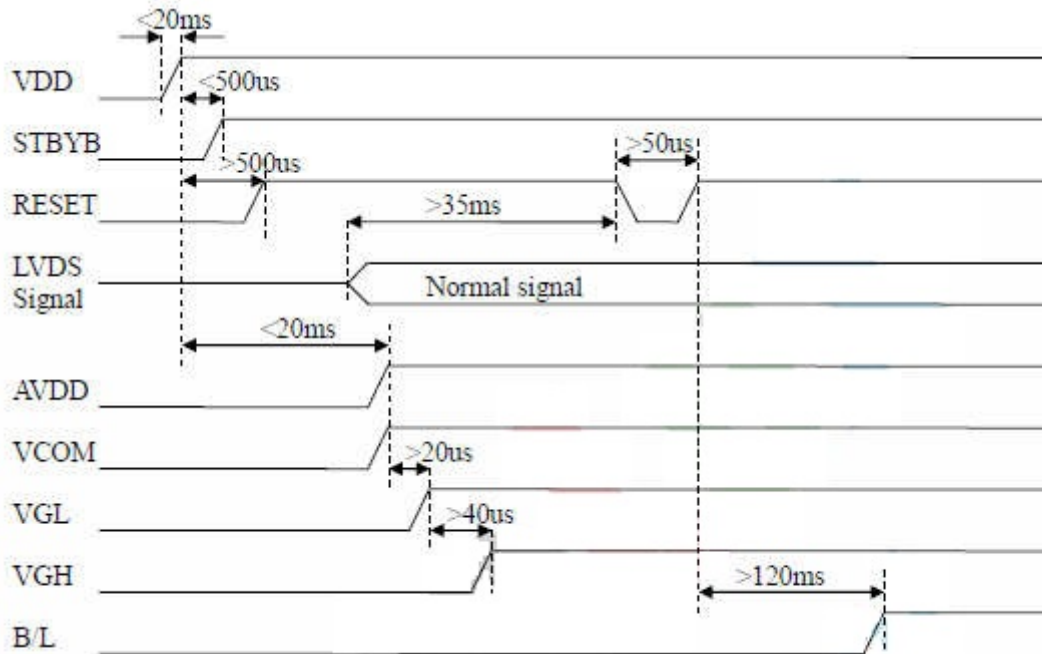 <20ms
VDD
<500us
STBYB
>50us
>500us
RESET
>35ms
LVDS
Signal
Normal signal
<20ms
AVDD
VCOM
>20us
VGL
>40us
VGH
>120ms
B/L